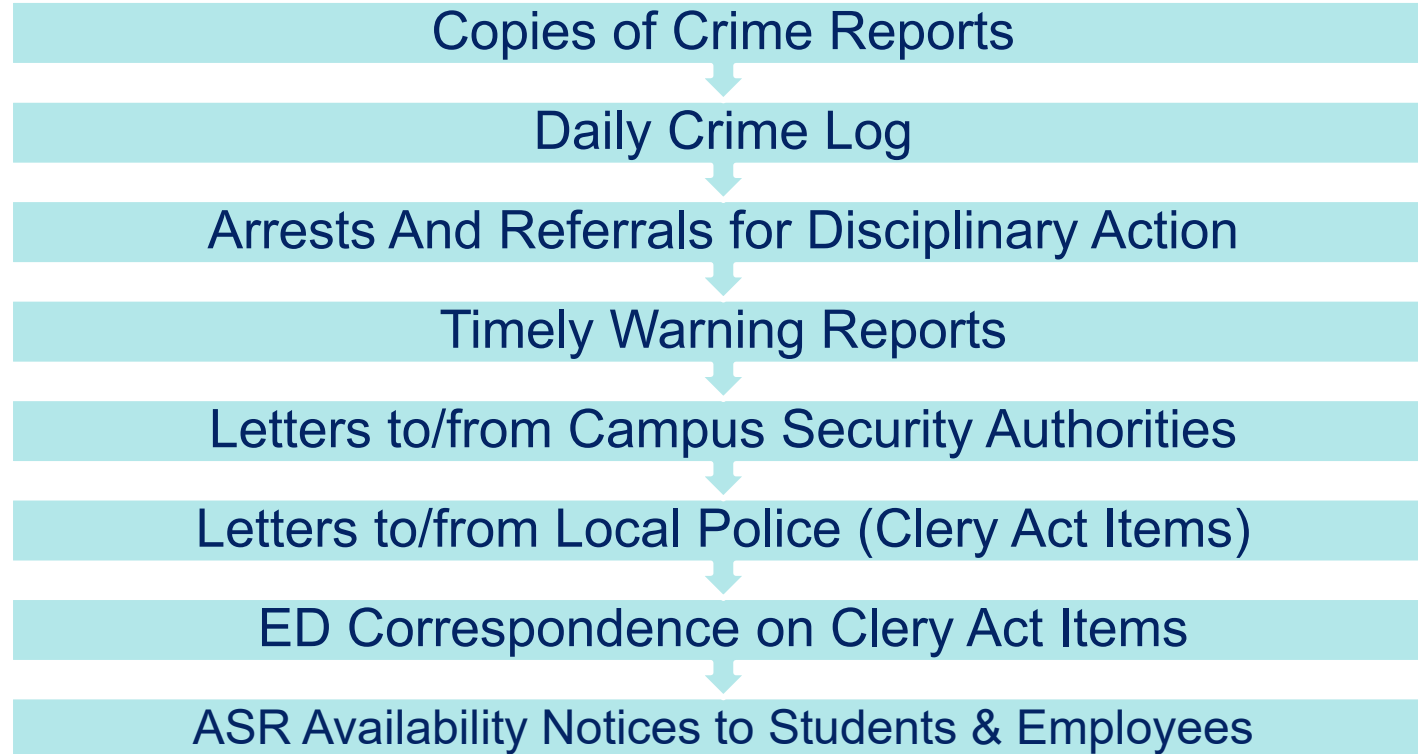 Copies of Crime Reports
Daily Crime Log
Arrests And Referrals for Disciplinary Action
Timely Warning Reports
Letters to/from Campus Security Authorities
Letters to/from Local Police (Clery Act Items)
ED Correspondence on Clery Act Items
ASR Availability Notices to Students & Employees